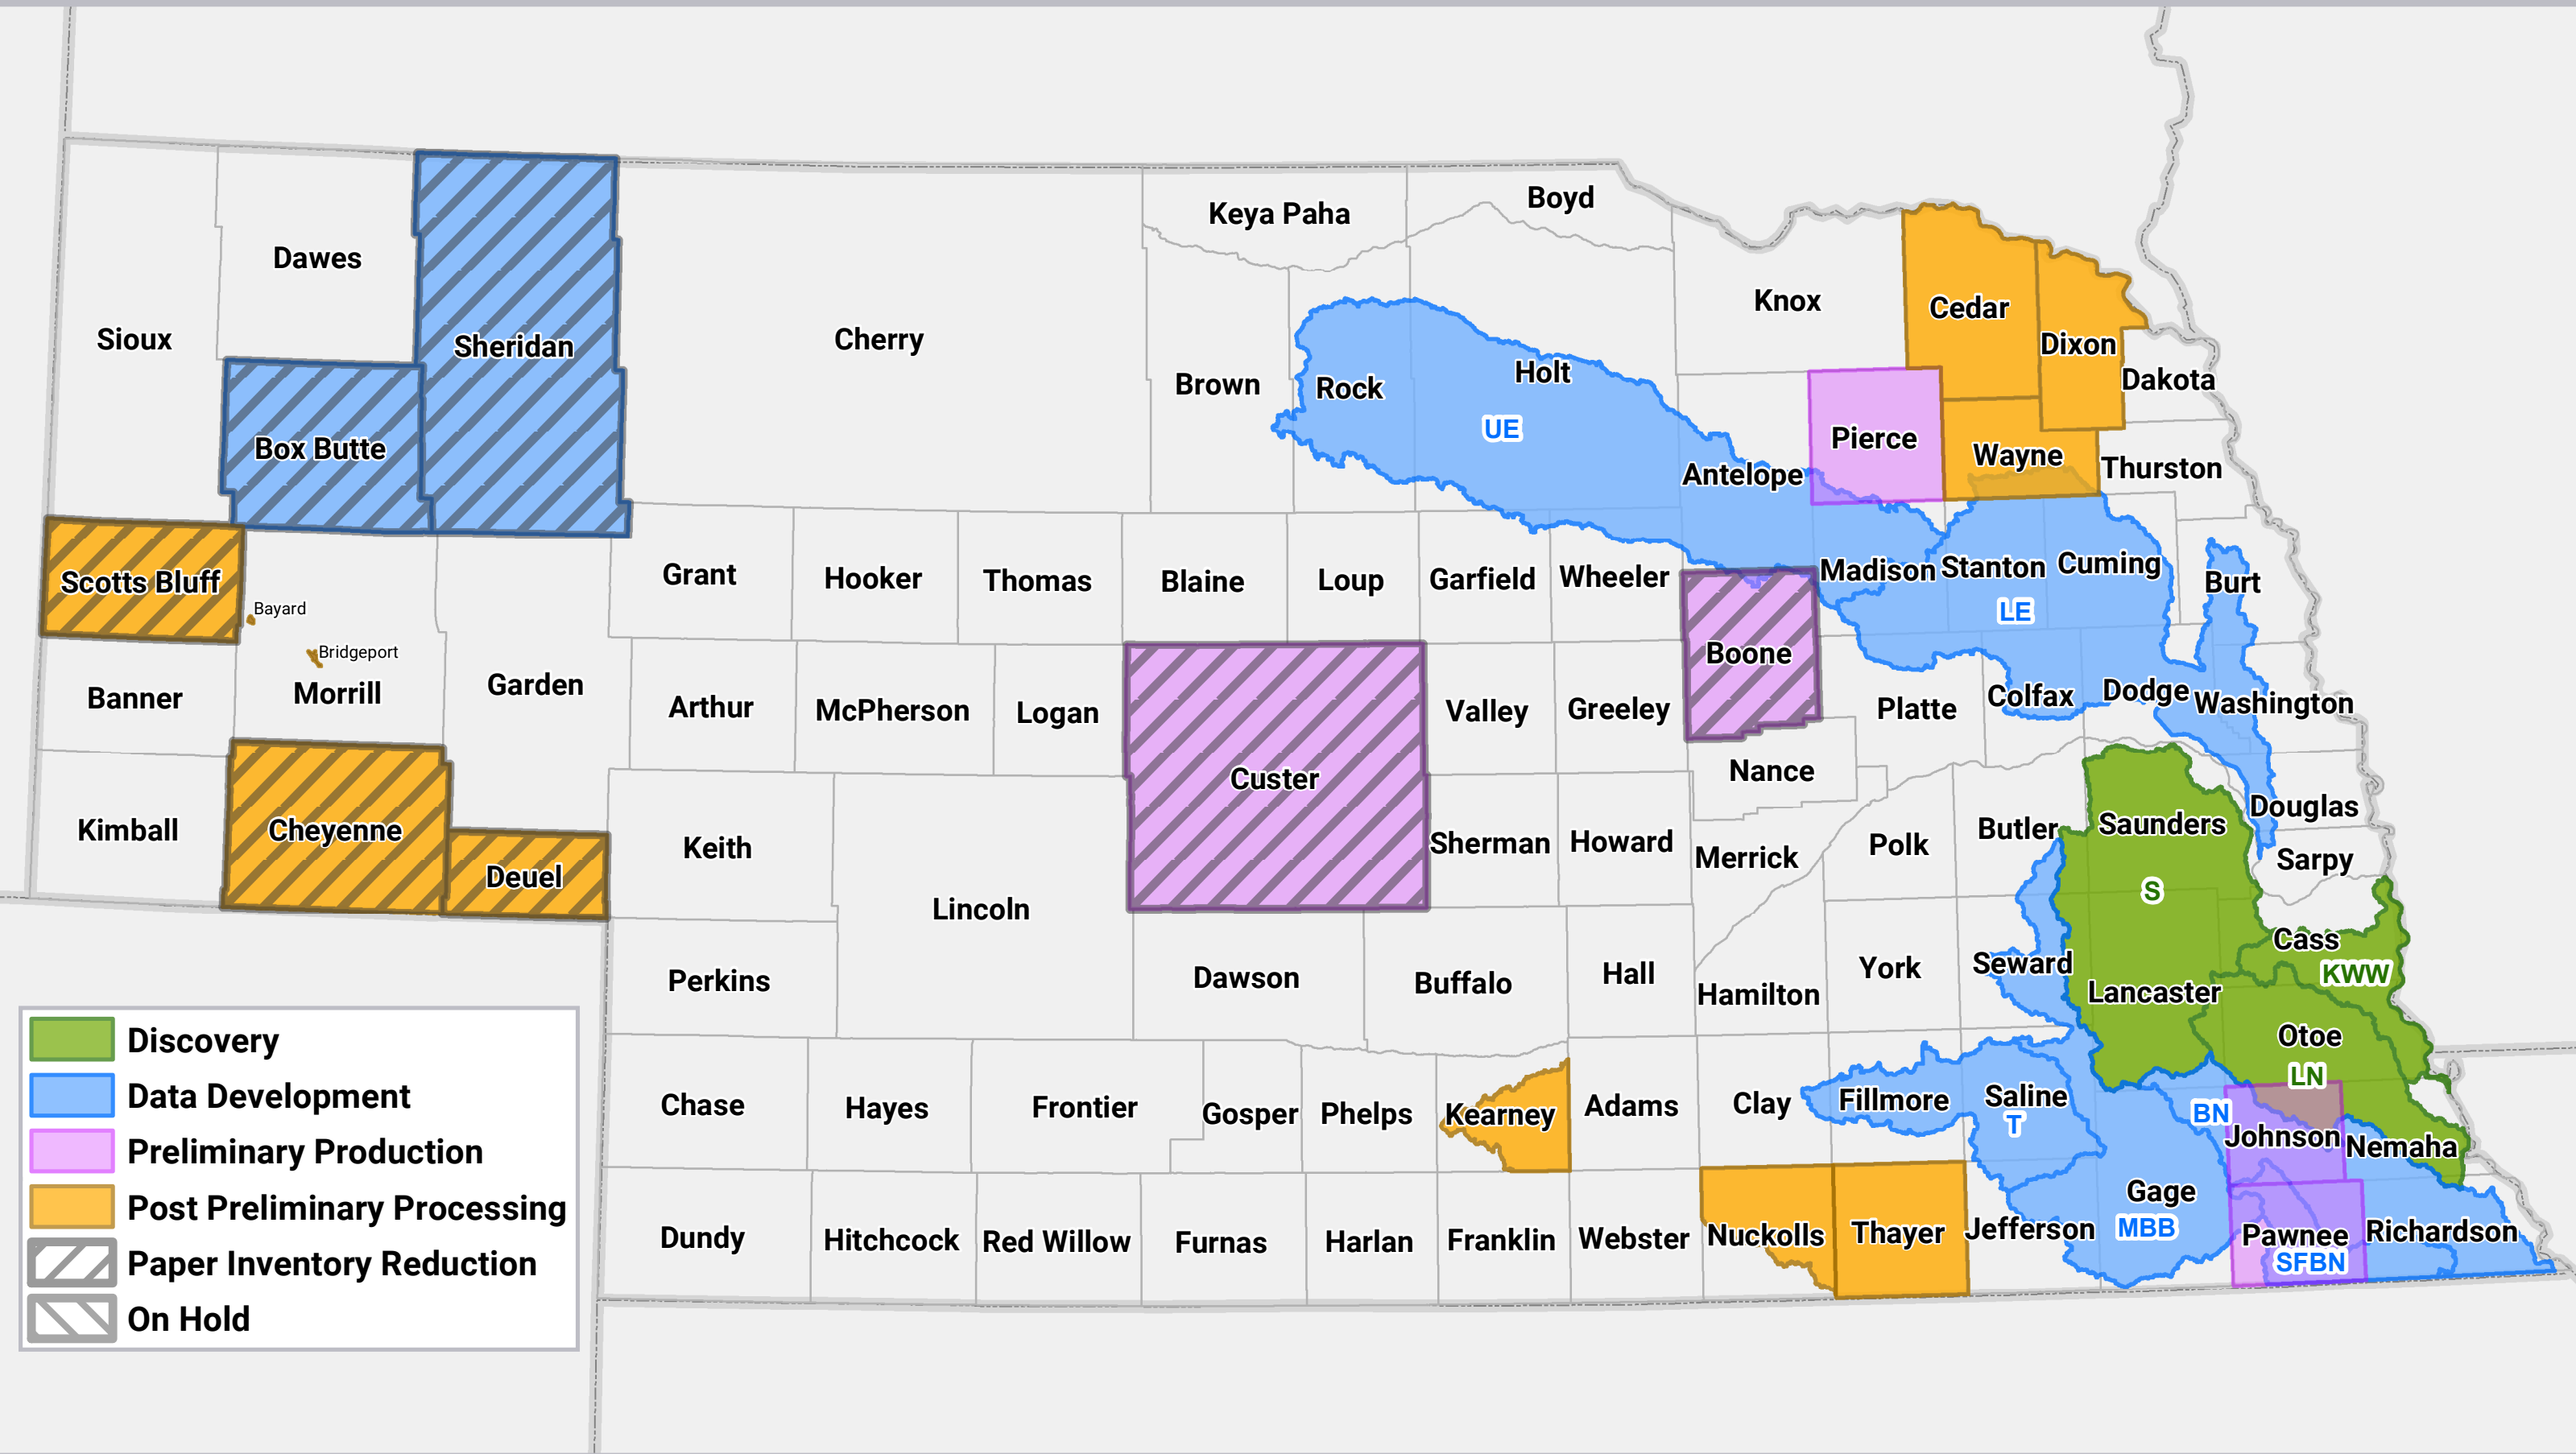 Keya Paha
Boyd
Dawes
Knox
Cedar
Sioux
Sheridan
Cherry
Dixon
Brown
Rock
Holt
Dakota
UE
Box Butte
Pierce
Wayne
Antelope
Thurston
Scotts Bluff
Bayard
Grant
Hooker
Thomas
Blaine
Loup
Garfield
Wheeler
Madison
Stanton
Cuming
Burt
LE
Bridgeport
Boone
Banner
Morrill
Garden
Arthur
McPherson
Logan
Valley
Greeley
Platte
Colfax
Dodge
Washington
Custer
Nance
Kimball
Cheyenne
Keith
Sherman
Howard
Merrick
Polk
Butler
Saunders
Douglas
Sarpy
Deuel
Lincoln
S
Cass
Perkins
Dawson
Buffalo
Hall
Hamilton
York
Seward
KWW
Lancaster
Otoe
LN
Discovery
Data Development
Preliminary Production
Post Preliminary Processing
Paper Inventory Reduction
On Hold
Chase
Hayes
Frontier
Gosper
Phelps
Kearney
Adams
Clay
Fillmore
Saline
T
BN
Johnson
Nemaha
Dundy
Hitchcock
Red Willow
Furnas
Harlan
Franklin
Webster
Nuckolls
Thayer
Jefferson
Gage
MBB
Pawnee
SFBN
Richardson